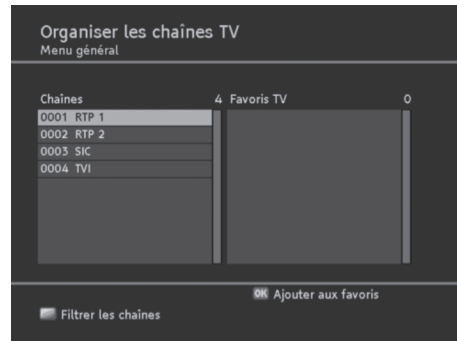 Organiser les chaînes TV
Menu général
Chaînes 4 Favoris TV 0
0001 RTP 1
0002 RTP 2
0003 SIC
0004 TVI
OK Ajouter aux favoris
Filtrer les chaînes